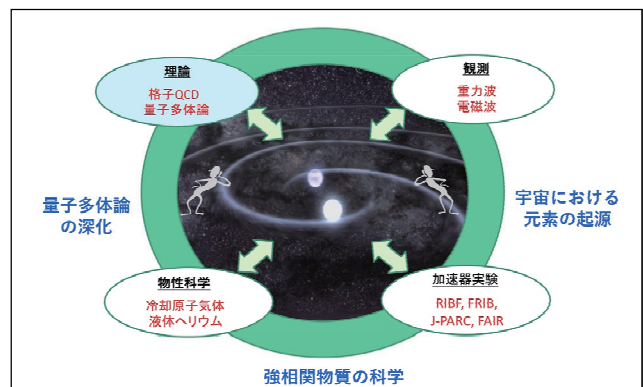 理論
格子QCD
量子多体論
観測
重力波
電磁波
量子多体論
の深化
宇宙における
元素の起源
物性科学
冷却原子気体
液体ヘリウム
加速器実験
RIBF, FRIB,
J-PARC, FAIR
強相関物質の科学